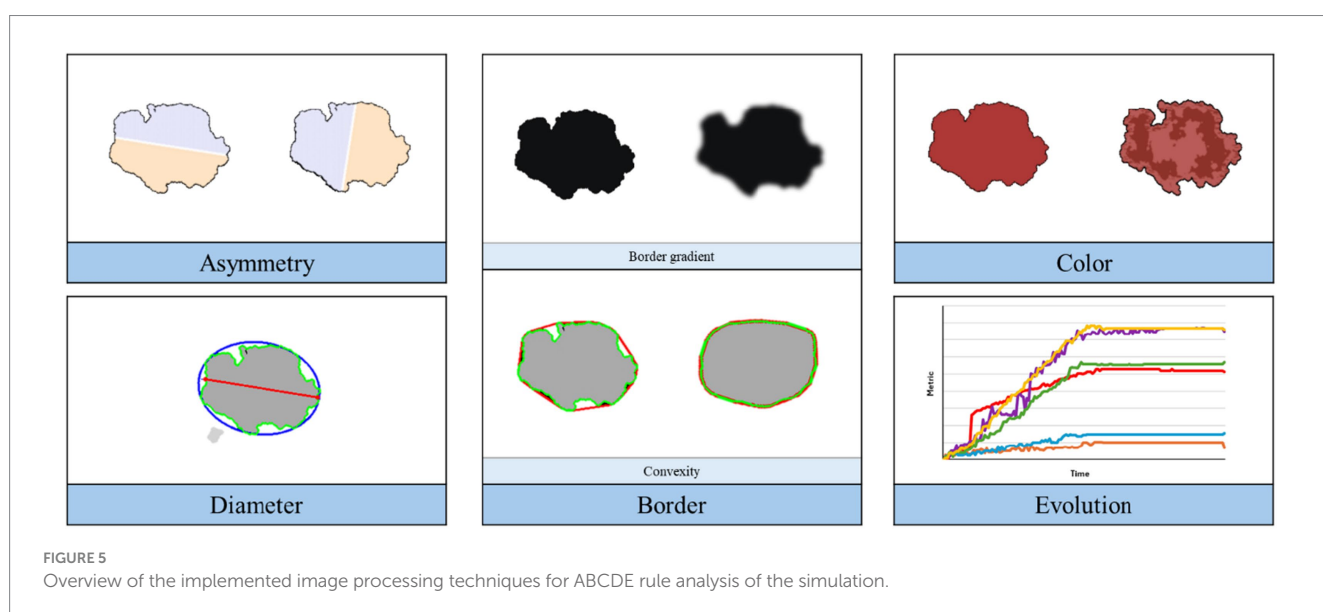 Asymmetry
Border gradient
Color
Diameter
Convexity
Border
Metric
Time
Evolution
FIGURE 5
Overview of the implemented image processing techniques for ABCDE rule analysis of the simulation.